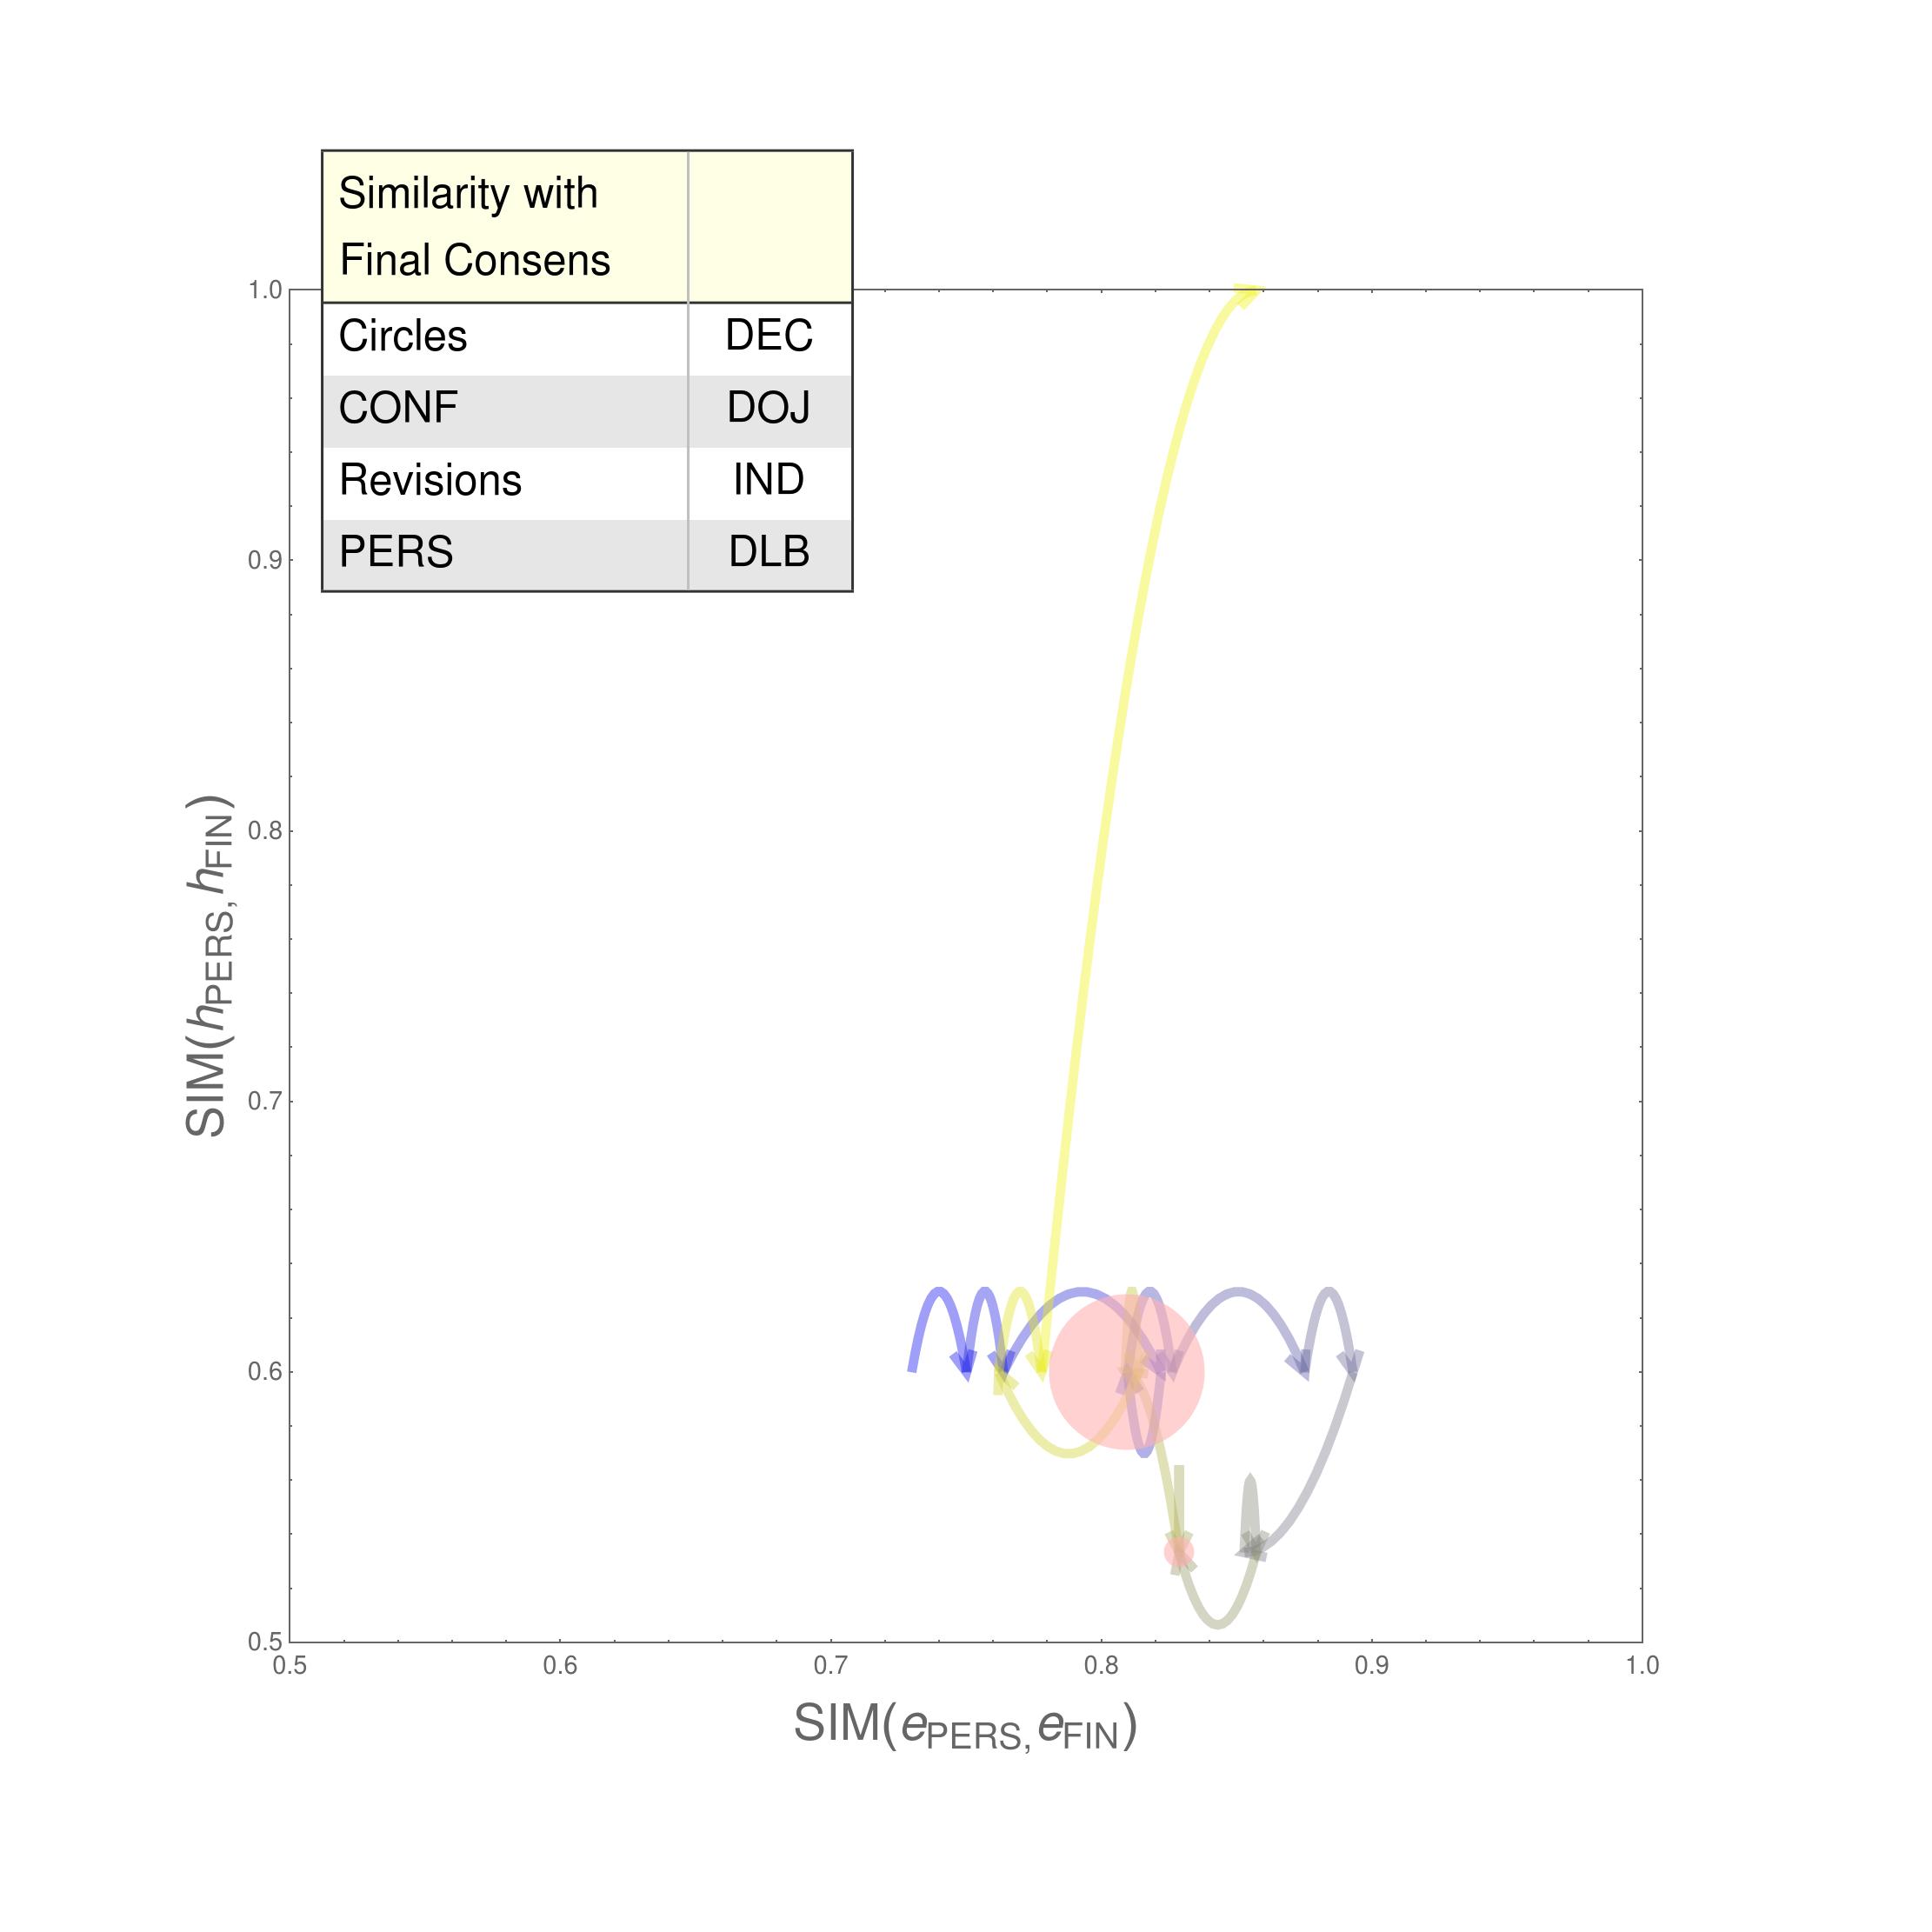 Similarity with
Final Consens
Circles DEC
CONF DOJ
Revisions IND
PERS DLB
1.0
0.9
0.8
0.7
0.6
0.5
SIM(hPERS,hFIN)
0.5 0.6 0.7 0.8 0.9 1.0
SIM(ePERS,eFIN)